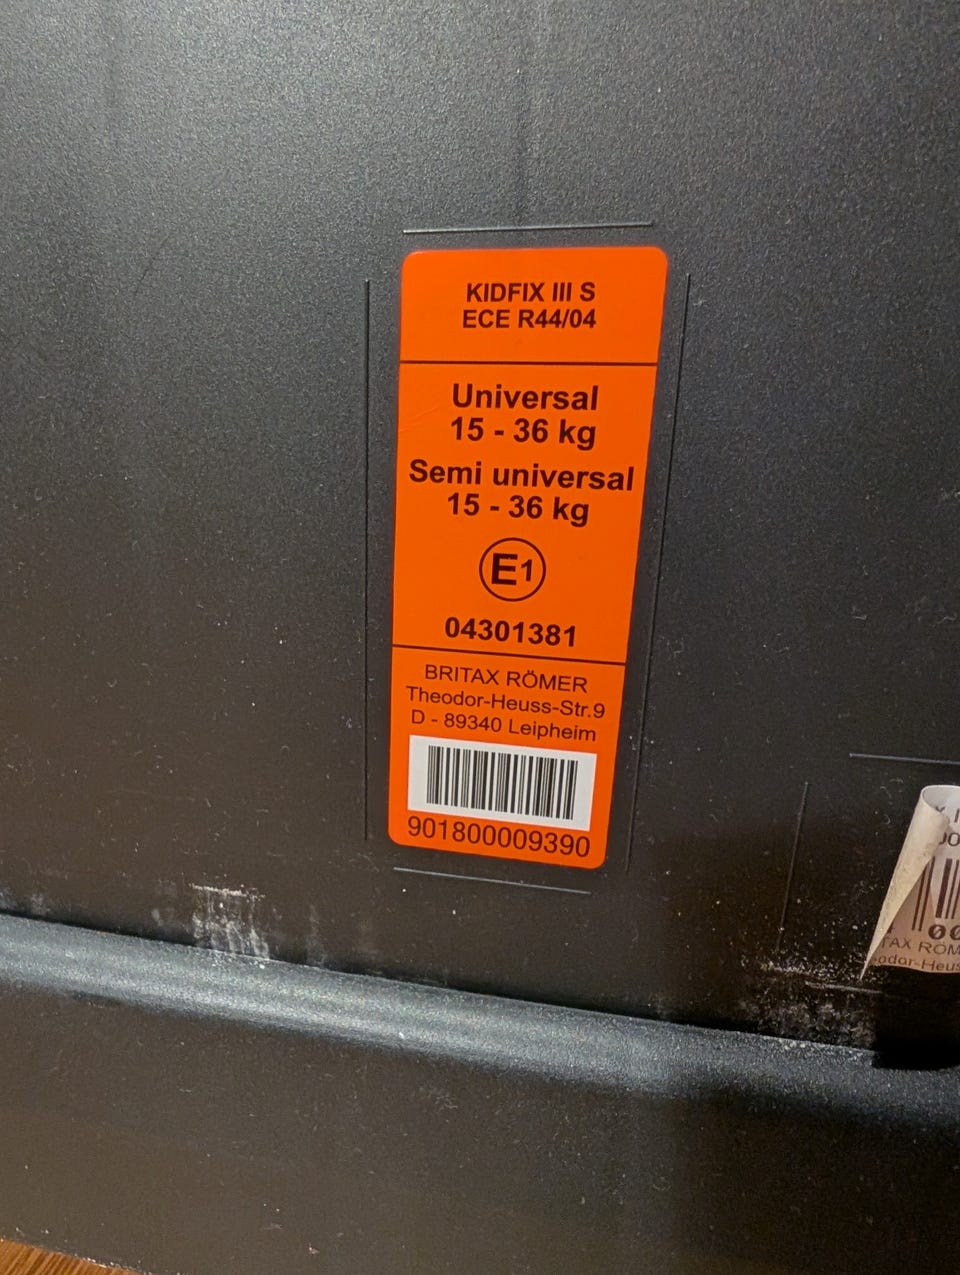 KIDFIX III S
ECE R44/04
Universal
15 - 36 kg
Semi universal
15 - 36 kg
E1
04301381
BRITAX RÖMER
Theodor-Heuss-Str.9
D - 89340 Leipheim
901800009390